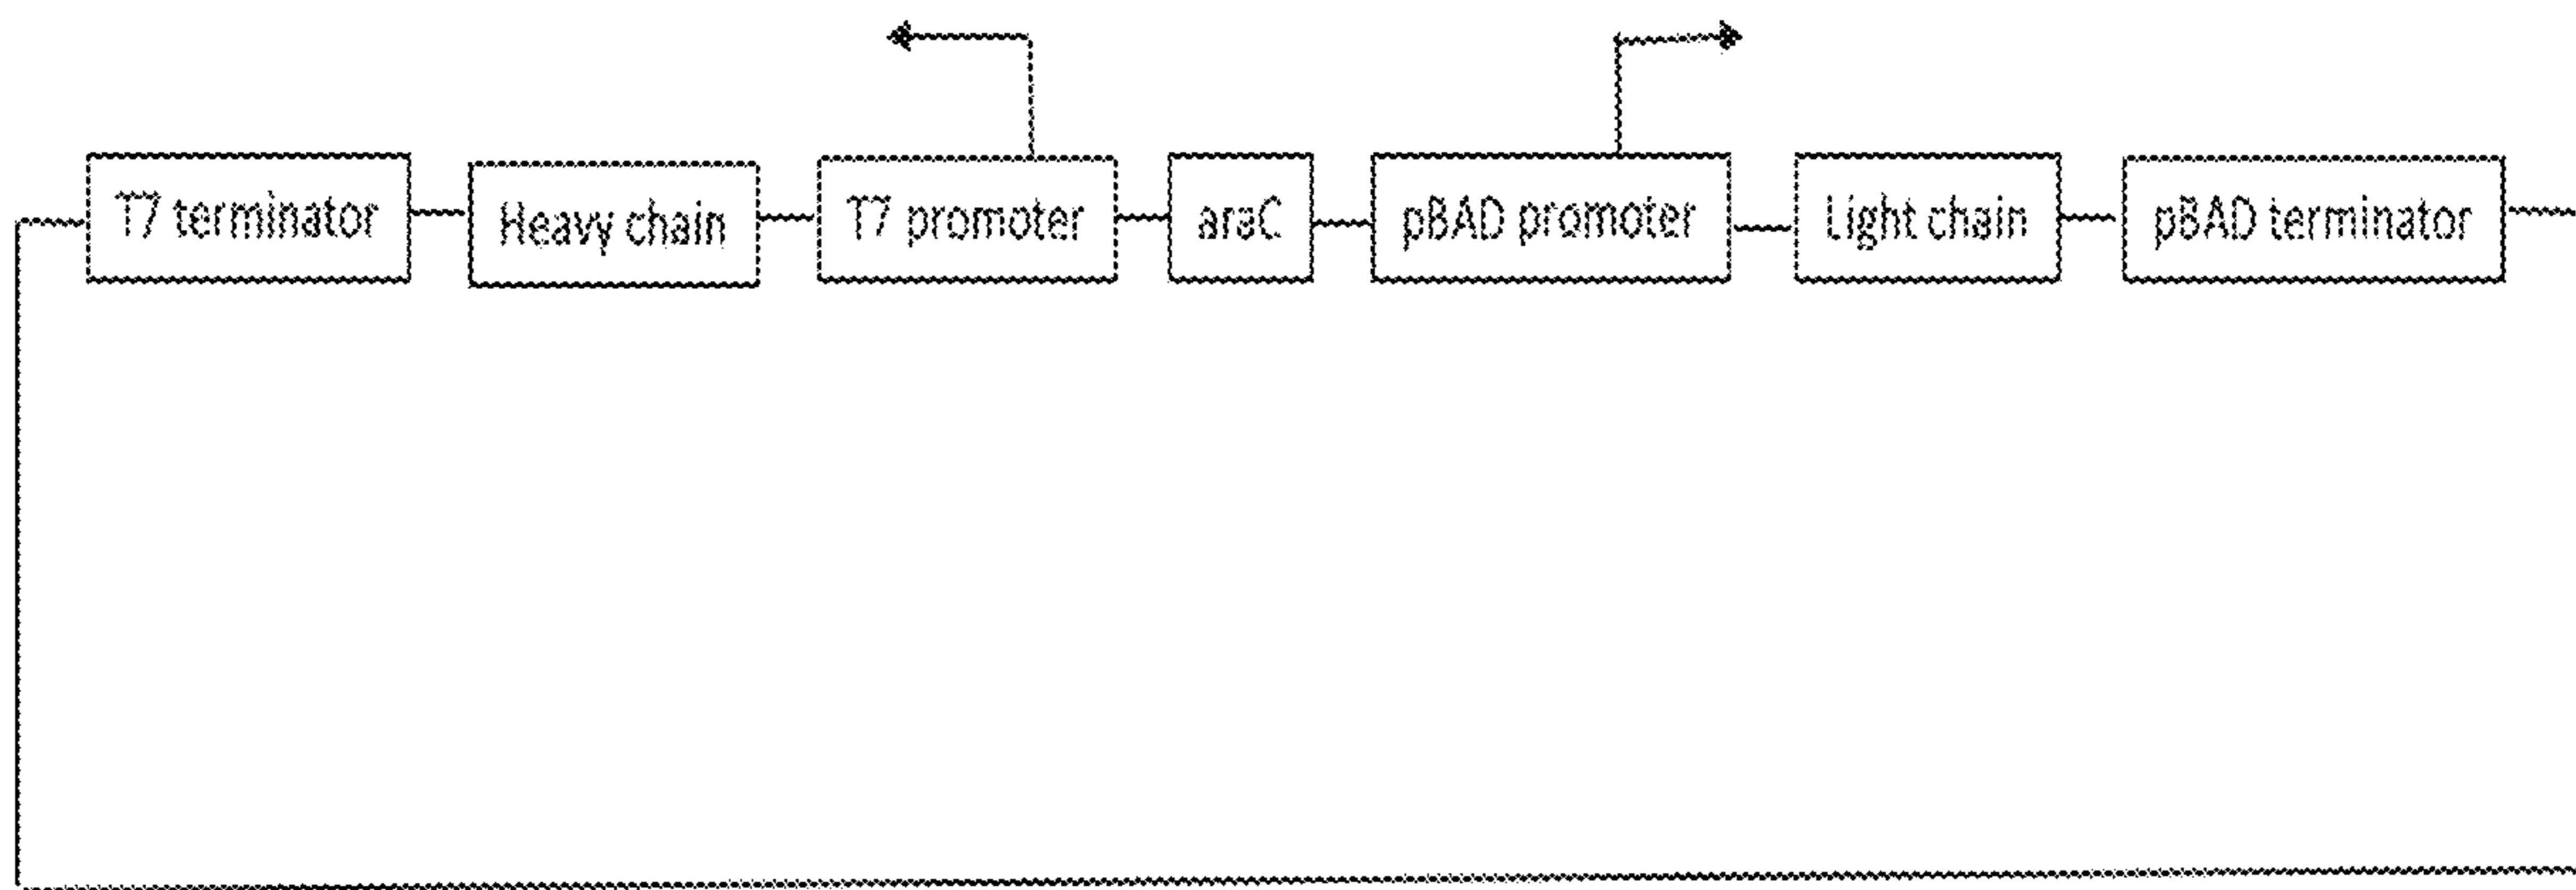 T7 terminator
Heavy chain
T7 promoter
araC
pBAD promoter
Light chain
pBAD terminator